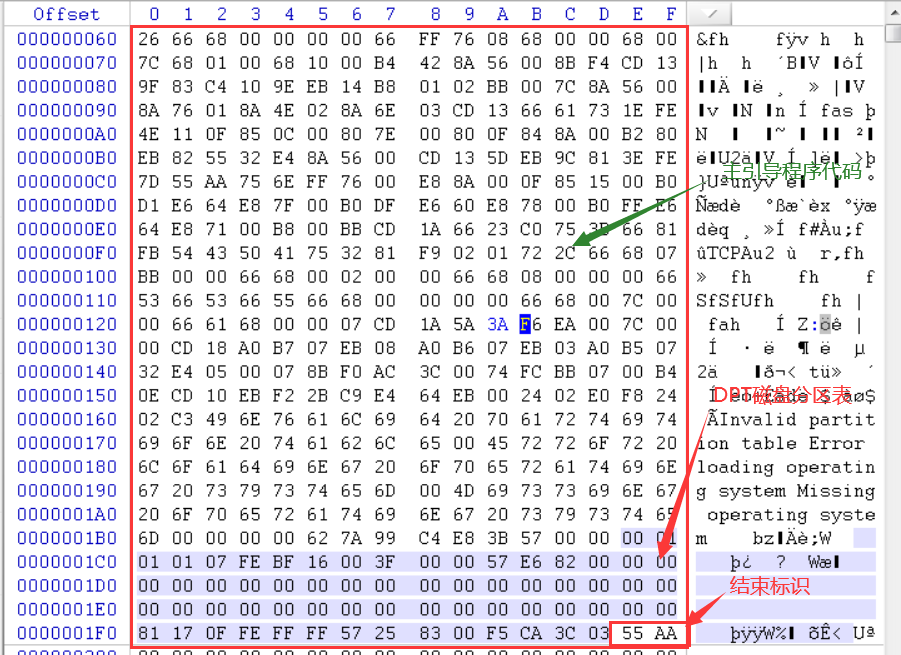 Offset 0 1 2 3 4 5 6 7 8 9 A B C D E F
000000060 26 66 68 00 00 00 00 66 FF 76 08 68 00 00 68 00 &fh fÿv h h
000000070 7C 68 01 00 68 10 00 B4 42 8A 56 00 8B F4 CD 13 |h h ´B▮V ▮ôÍ
000000080 9F 83 C4 10 9E EB 14 B8 01 02 BB 00 7C 8A 56 00 ▮▮Ä ▮ë ¸ » |▮V
000000090 8A 76 01 8A 4E 02 8A 6E 03 CD 13 66 61 73 1E FE ▮v ▮N ▮n Í fas þ
0000000A0 4E 11 0F 85 0C 00 80 7E 00 80 0F 84 8A 00 B2 80 N ▮ ▮~ ▮ ▮▮ ²▮
0000000B0 EB 82 55 32 E4 8A 56 00 CD 13 5D EB 9C 81 3E FE ë▮U2ä▮V Í ]ë▮ >þ
0000000C0 7D 55 AA 75 6E FF 76 00 E8 8A 00 0F 85 15 00 B0 }Uªunÿv è▮ ▮ °
主引导程序代码
0000000D0 D1 E6 64 E8 7F 00 B0 DF E6 60 E8 78 00 B0 FF E6 Ñædè °ßæ`èx °ÿæ
0000000E0 64 E8 71 00 B8 00 BB CD 1A 66 23 C0 75 3B 66 81 dèq ¸ »Í f#Àu;f
0000000F0 FB 54 43 50 41 75 32 81 F9 02 01 72 2C 66 68 07 ûTCPAu2 ù r,fh
000000100 BB 00 00 66 68 00 02 00 00 66 68 08 00 00 00 66 » fh fh f
000000110 53 66 53 66 55 66 68 00 00 00 00 66 68 00 7C 00 SfSfUfh fh |
000000120 00 66 61 68 00 00 07 CD 1A 5A 3A F6 EA 00 7C 00 fah Í Z:öê |
000000130 00 CD 18 A0 B7 07 EB 08 A0 B6 07 EB 03 A0 B5 07 Í · ë ¶ ë µ
000000140 32 E4 05 00 07 8B F0 AC 3C 00 74 FC BB 07 00 B4 2ä ▮ð¬< tü» ´
000000150 0E CD 10 EB F2 2B C9 E4 64 EB 00 24 02 E0 F8 24 Í ëò+Éädë $ àø$
DPT磁盘分区表
000000160 02 C3 49 6E 76 61 6C 69 64 20 70 61 72 74 69 74 ÃInvalid partit
000000170 69 6F 6E 20 74 61 62 6C 65 00 45 72 72 6F 72 20 ion table Error
000000180 6C 6F 61 64 69 6E 67 20 6F 70 65 72 61 74 69 6E loading operatin
000000190 67 20 73 79 73 74 65 6D 00 4D 69 73 73 69 6E 67 g system Missing
0000001A0 20 6F 70 65 72 61 74 69 6E 67 20 73 79 73 74 65 operating syste
0000001B0 6D 00 00 00 00 62 7A 99 C4 E8 3B 57 00 00 00 01 m bz▮Äè;W
0000001C0 01 01 07 FE BF 16 00 3F 00 00 57 E6 82 00 00 00 þ¿ ? Wæ▮
0000001D0 00 00 00 00 00 00 00 00 00 00 00 00 00 00 00 00
结束标识
0000001E0 00 00 00 00 00 00 00 00 00 00 00 00 00 00 00 00
0000001F0 81 17 0F FE FF FF 57 25 83 00 F5 CA 3C 03 55 AA þÿÿW%▮ õÊ< Uª